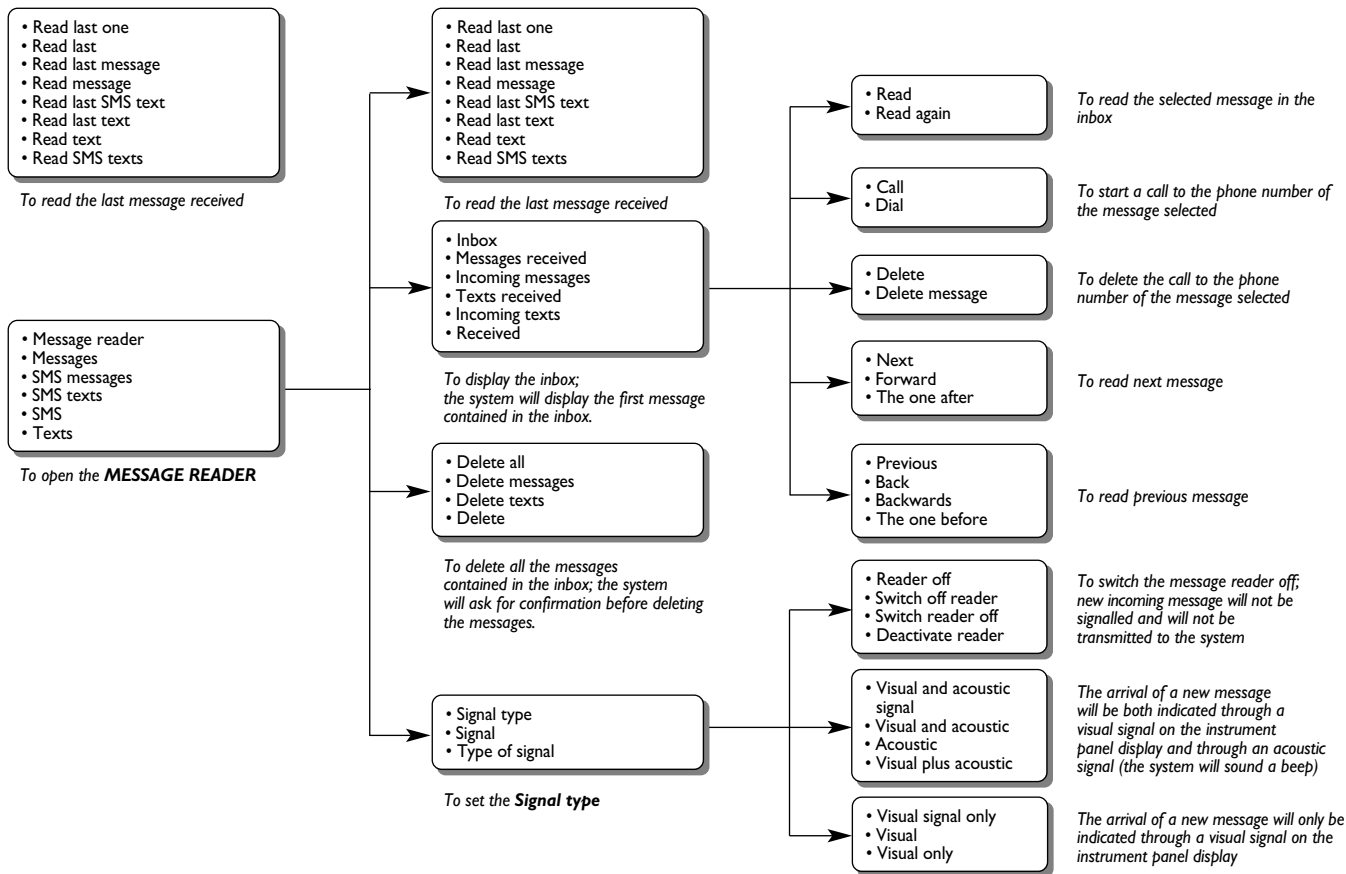 • Read last one
• Read last
• Read last message
• Read message
• Read last SMS text
• Read last text
• Read text
• Read SMS texts
To read the last message received
• Message reader
• Messages
• SMS messages
• SMS texts
• SMS
• Texts
To open the MESSAGE READER
• Read last one
• Read last
• Read last message
• Read message
• Read last SMS text
• Read last text
• Read text
• Read SMS texts
To read the last message received
• Inbox
• Messages received
• Incoming messages
• Texts received
• Incoming texts
• Received
To display the inbox;
the system will display the first message
contained in the inbox.
• Delete all
• Delete messages
• Delete texts
• Delete
To delete all the messages
contained in the inbox; the system
will ask for confirmation before deleting
the messages.
• Signal type
• Signal
• Type of signal
To set the Signal type
• Read
• Read again
To read the selected message in the
inbox
• Call
• Dial
To start a call to the phone number of
the message selected
• Delete
• Delete message
To delete the call to the phone
number of the message selected
• Next
• Forward
• The one after
To read next message
• Previous
• Back
• Backwards
• The one before
To read previous message
• Reader off
• Switch off reader
• Switch reader off
• Deactivate reader
To switch the message reader off;
new incoming message will not be
signalled and will not be
transmitted to the system
• Visual and acoustic
signal
• Visual and acoustic
• Acoustic
• Visual plus acoustic
The arrival of a new message
will be both indicated through a
visual signal on the instrument
panel display and through an acoustic
signal (the system will sound a beep)
• Visual signal only
• Visual
• Visual only
The arrival of a new message will only be
indicated through a visual signal on the
instrument panel display